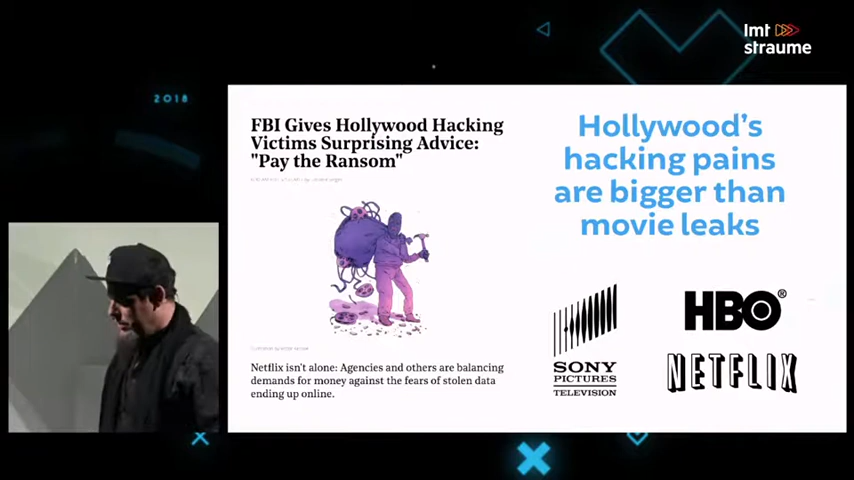 lmt
straume
2018
FBI Gives Hollywood Hacking
Victims Surprising Advice:
"Pay the Ransom"
Netflix isn't alone: Agencies and others are balancing
demands for money against the fears of stolen data
ending up online.
Hollywood's
hacking pains
are bigger than
movie leaks
SONY
PICTURES
TELEVISION
HBO®
NETFLIX